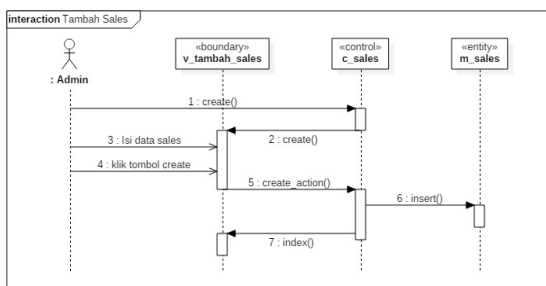 interaction Tambah Sales
: Admin
«boundary»
v_tambah_sales
«control»
c_sales
«entity»
m_sales
1 : create()
2 : create()
3 : Isi data sales
4 : klik tombol create
5 : create_action()
6 : insert()
7 : index()